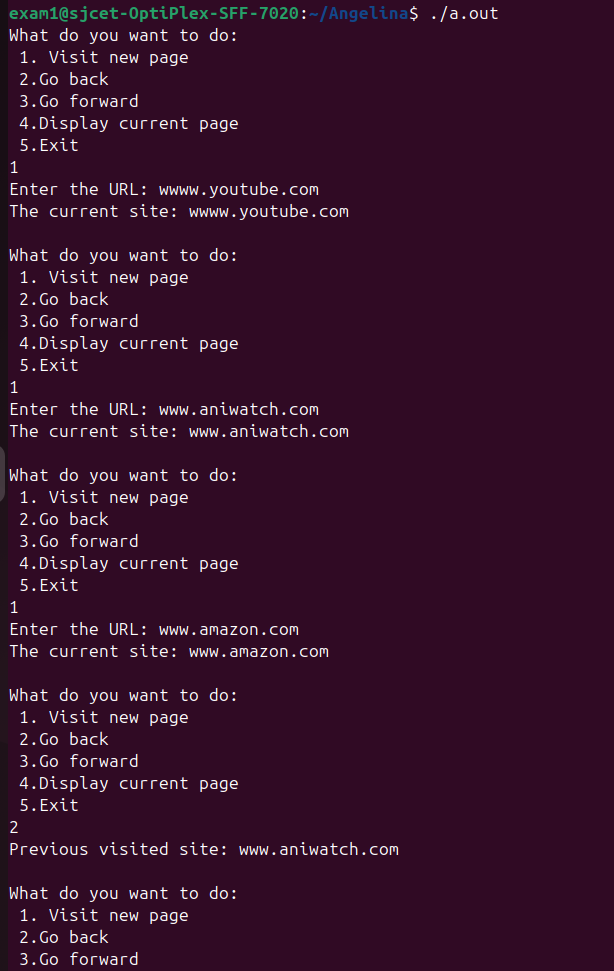 exam1@sjcet-OptiPlex-SFF-7020:~/Angelina$ ./a.out
What do you want to do:
 1. Visit new page
 2.Go back
 3.Go forward
 4.Display current page
 5.Exit
1
Enter the URL: wwww.youtube.com
The current site: wwww.youtube.com

What do you want to do:
 1. Visit new page
 2.Go back
 3.Go forward
 4.Display current page
 5.Exit
1
Enter the URL: www.aniwatch.com
The current site: www.aniwatch.com

What do you want to do:
 1. Visit new page
 2.Go back
 3.Go forward
 4.Display current page
 5.Exit
1
Enter the URL: www.amazon.com
The current site: www.amazon.com

What do you want to do:
 1. Visit new page
 2.Go back
 3.Go forward
 4.Display current page
 5.Exit
2
Previous visited site: www.aniwatch.com

What do you want to do:
 1. Visit new page
 2.Go back
 3.Go forward